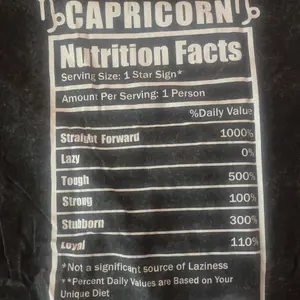 ♑CAPRICORN♑
Nutrition Facts
Serving Size: 1 Star Sign*
Amount Per Serving: 1 Person
%Daily Value
Straight Forward 1000%
Lazy 0%
Tough 500%
Strong 100%
Stubborn 300%
Loyal 110%
*Not a significant source of Laziness
**Percent Daily Values are Based on Your
Unique Diet